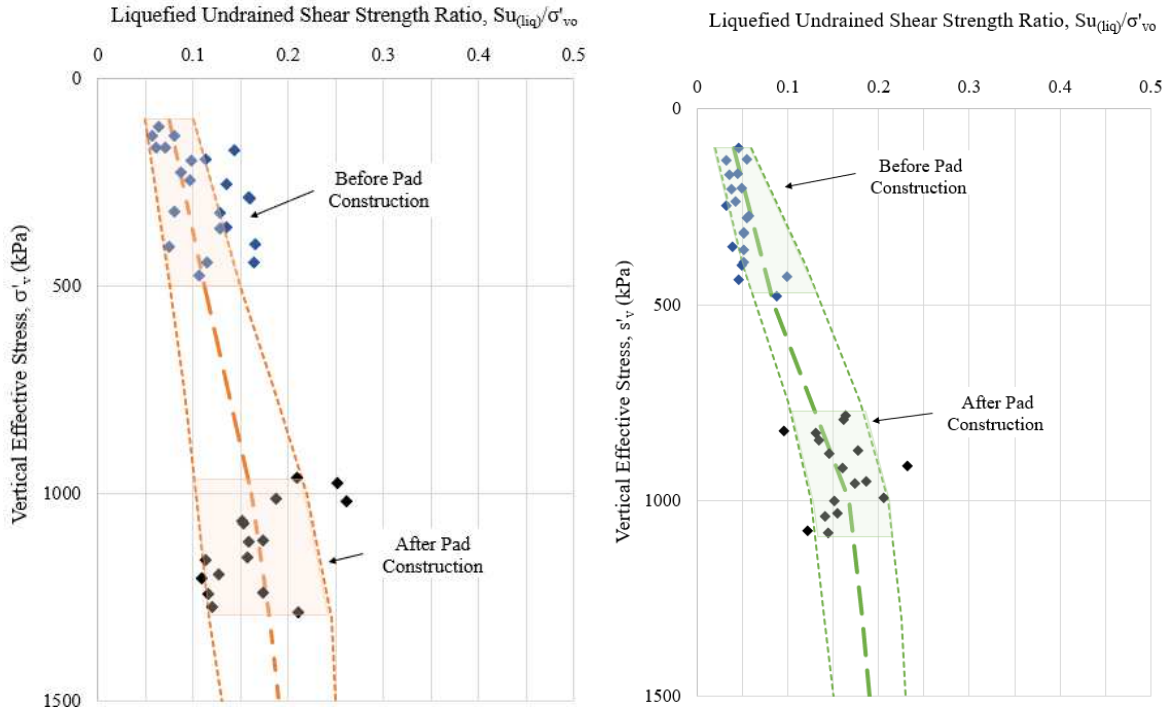 Liquefied Undrained Shear Strength Ratio, Su(liq)/σ'vo
0 0.1 0.2 0.3 0.4 0.5
0
500
1000
1500
Vertical Effective Stress, σ'v (kPa)
Before Pad
Construction
After Pad
Construction
Liquefied Undrained Shear Strength Ratio, Su(liq)/σ'vo
0 0.1 0.2 0.3 0.4 0.5
0
500
1000
1500
Vertical Effective Stress, s'v (kPa)
Before Pad
Construction
After Pad
Construction